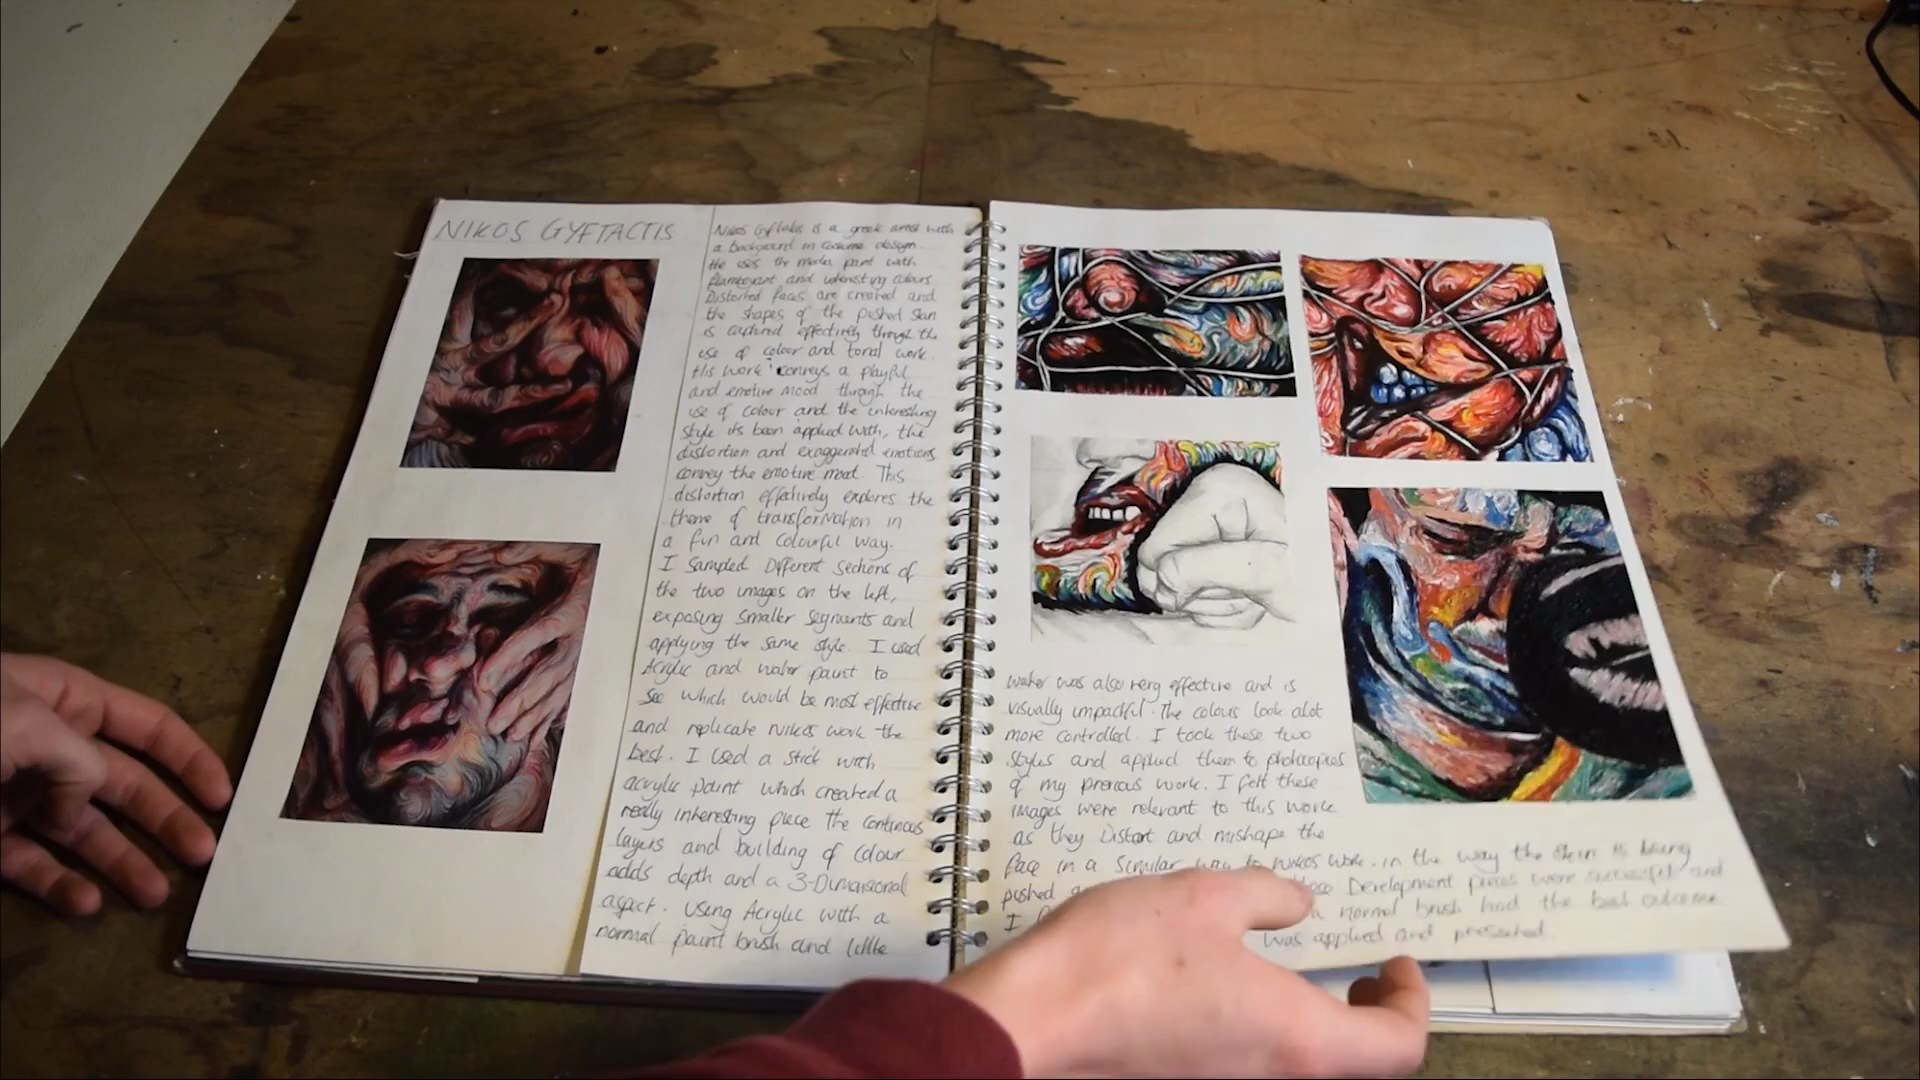 NIKOS GYFTACTIS
Nikos Gyftakis is a greek artist with
a background in costume design
He uses the media paint with
flamboyant and interesting colours.
Distorted faces are created and
the shapes of the pushed skin
is captured effectively through the
use of colour and tonal work.
His work conveys a playful
and emotive mood through the
use of colour and the interesting
style its been applied with, the
distortion and exaggerated emotions
convey the emotive mood. This
distortion effectively explores the
theme of transformation in
a fun and colourful way.
I Sampled Different sections of
the two images on the left,
exposing smaller segments and
applying the same style. I used
Acrylic and water paint to
see which would be most effective
and replicate Nikos work the
best. I used a stick with
acrylic paint which created a
really interesting piece the continous
layers and building of colour
adds depth and a 3-Dimensional
aspect. Using Acrylic with a
normal paint brush and little
water was also very effective and is
visually impactful. The colours look alot
more controlled. I took these two
styles and applied them to photocopies
of my previous work. I felt these
images were relevant to this work
as they Distort and mishape the
face in a similar way to Nikos work. in the way the skin is being
pushed Development pieces were successful and
I a normal brush had the best outcome
was applied and presented.